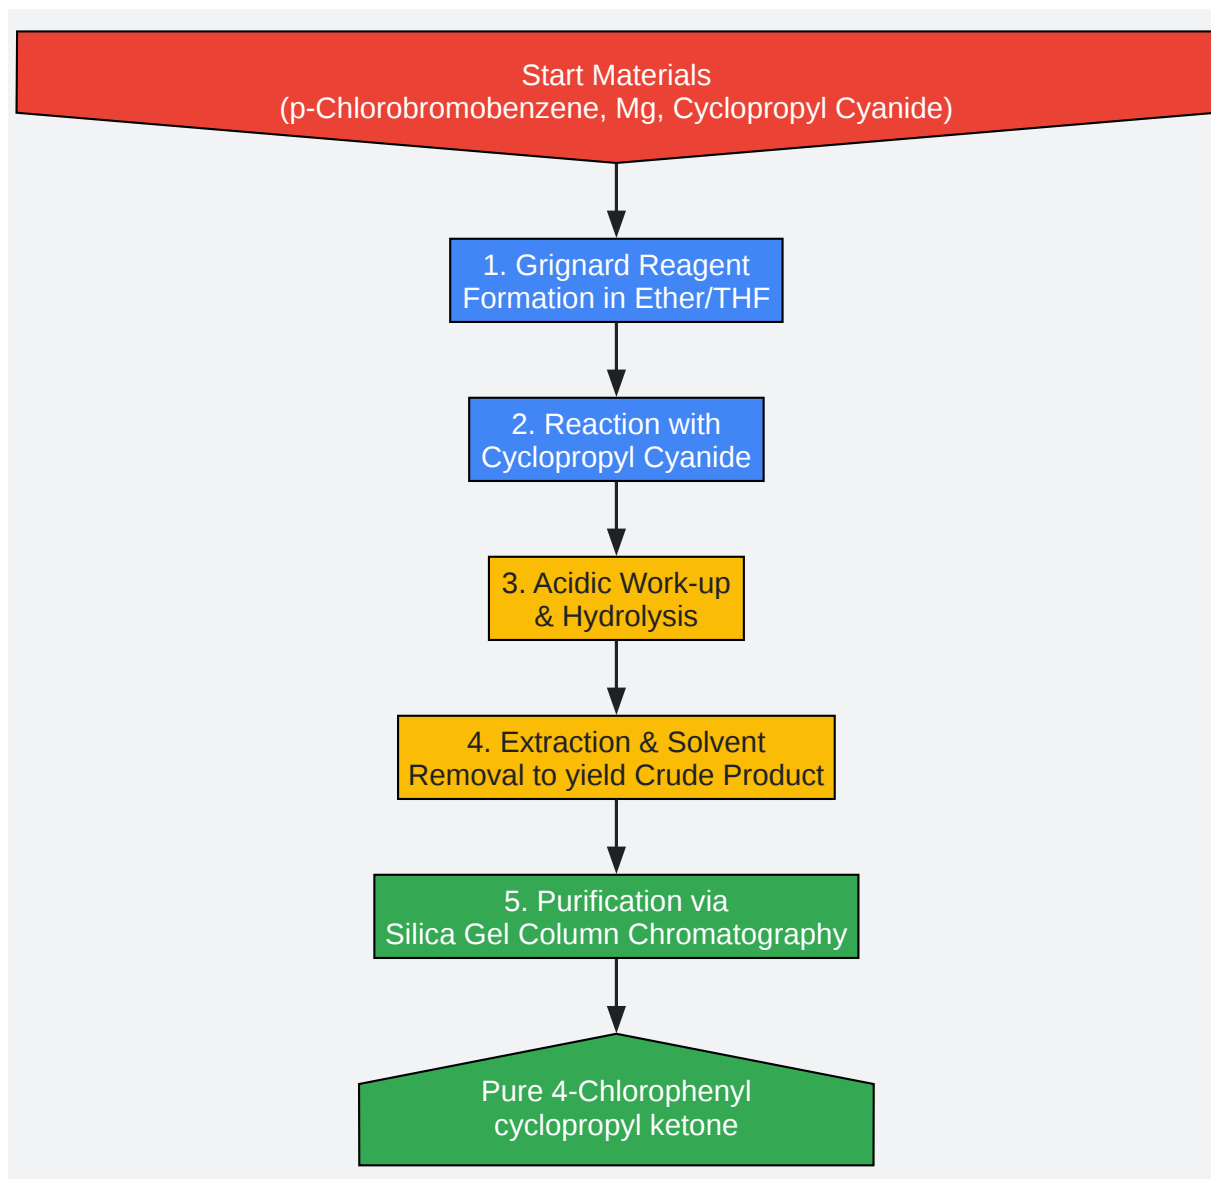 Start Materials
(p-Chlorobromobenzene, Mg, Cyclopropyl Cyanide)
1. Grignard Reagent
Formation in Ether/THF
2. Reaction with
Cyclopropyl Cyanide
3. Acidic Work-up
& Hydrolysis
4. Extraction & Solvent
Removal to yield Crude Product
5. Purification via
Silica Gel Column Chromatography
Pure 4-Chlorophenyl
cyclopropyl ketone